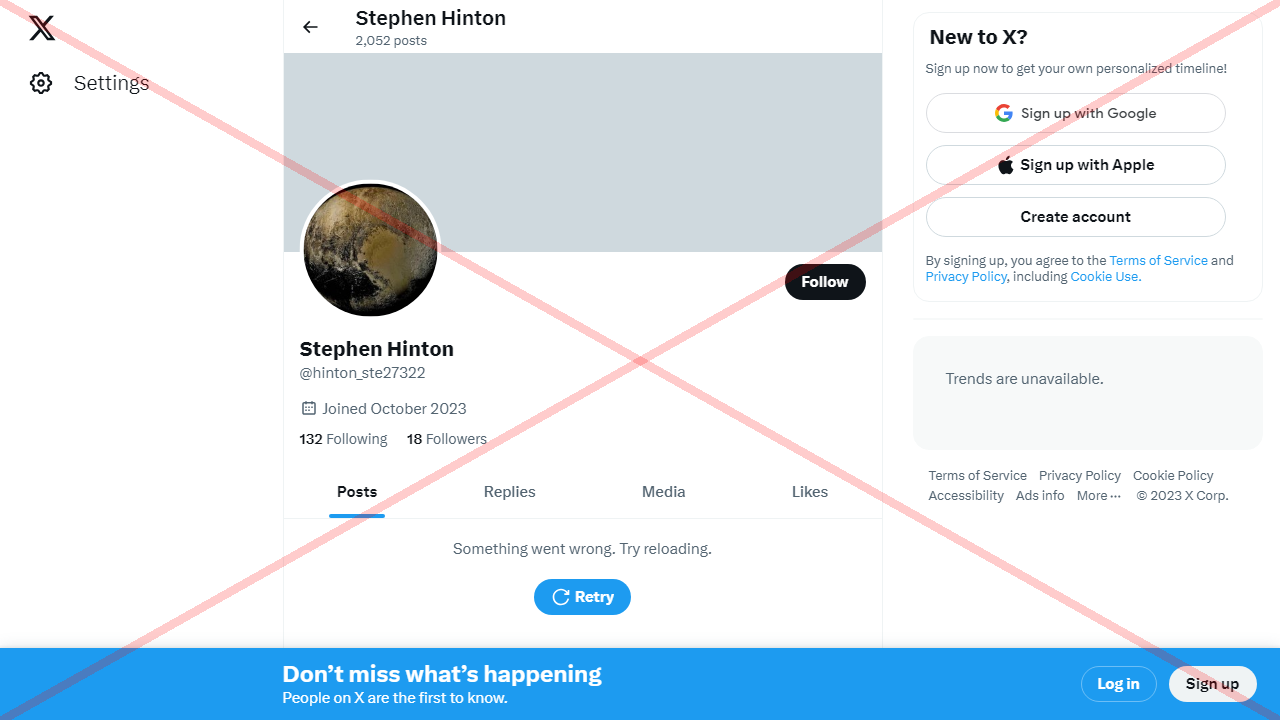 Settings
Stephen Hinton
2,052 posts
Follow
Stephen Hinton
@hinton_ste27322
Joined October 2023
132 Following 18 Followers
Posts Replies Media Likes
Something went wrong. Try reloading.
Retry
New to X?
Sign up now to get your own personalized timeline!
Sign up with Google
Sign up with Apple
Create account
By signing up, you agree to the Terms of Service and
Privacy Policy, including Cookie Use.
Trends are unavailable.
Terms of Service Privacy Policy Cookie Policy
Accessibility Ads info More ··· © 2023 X Corp.
Don’t miss what’s happening
People on X are the first to know.
Log in Sign up